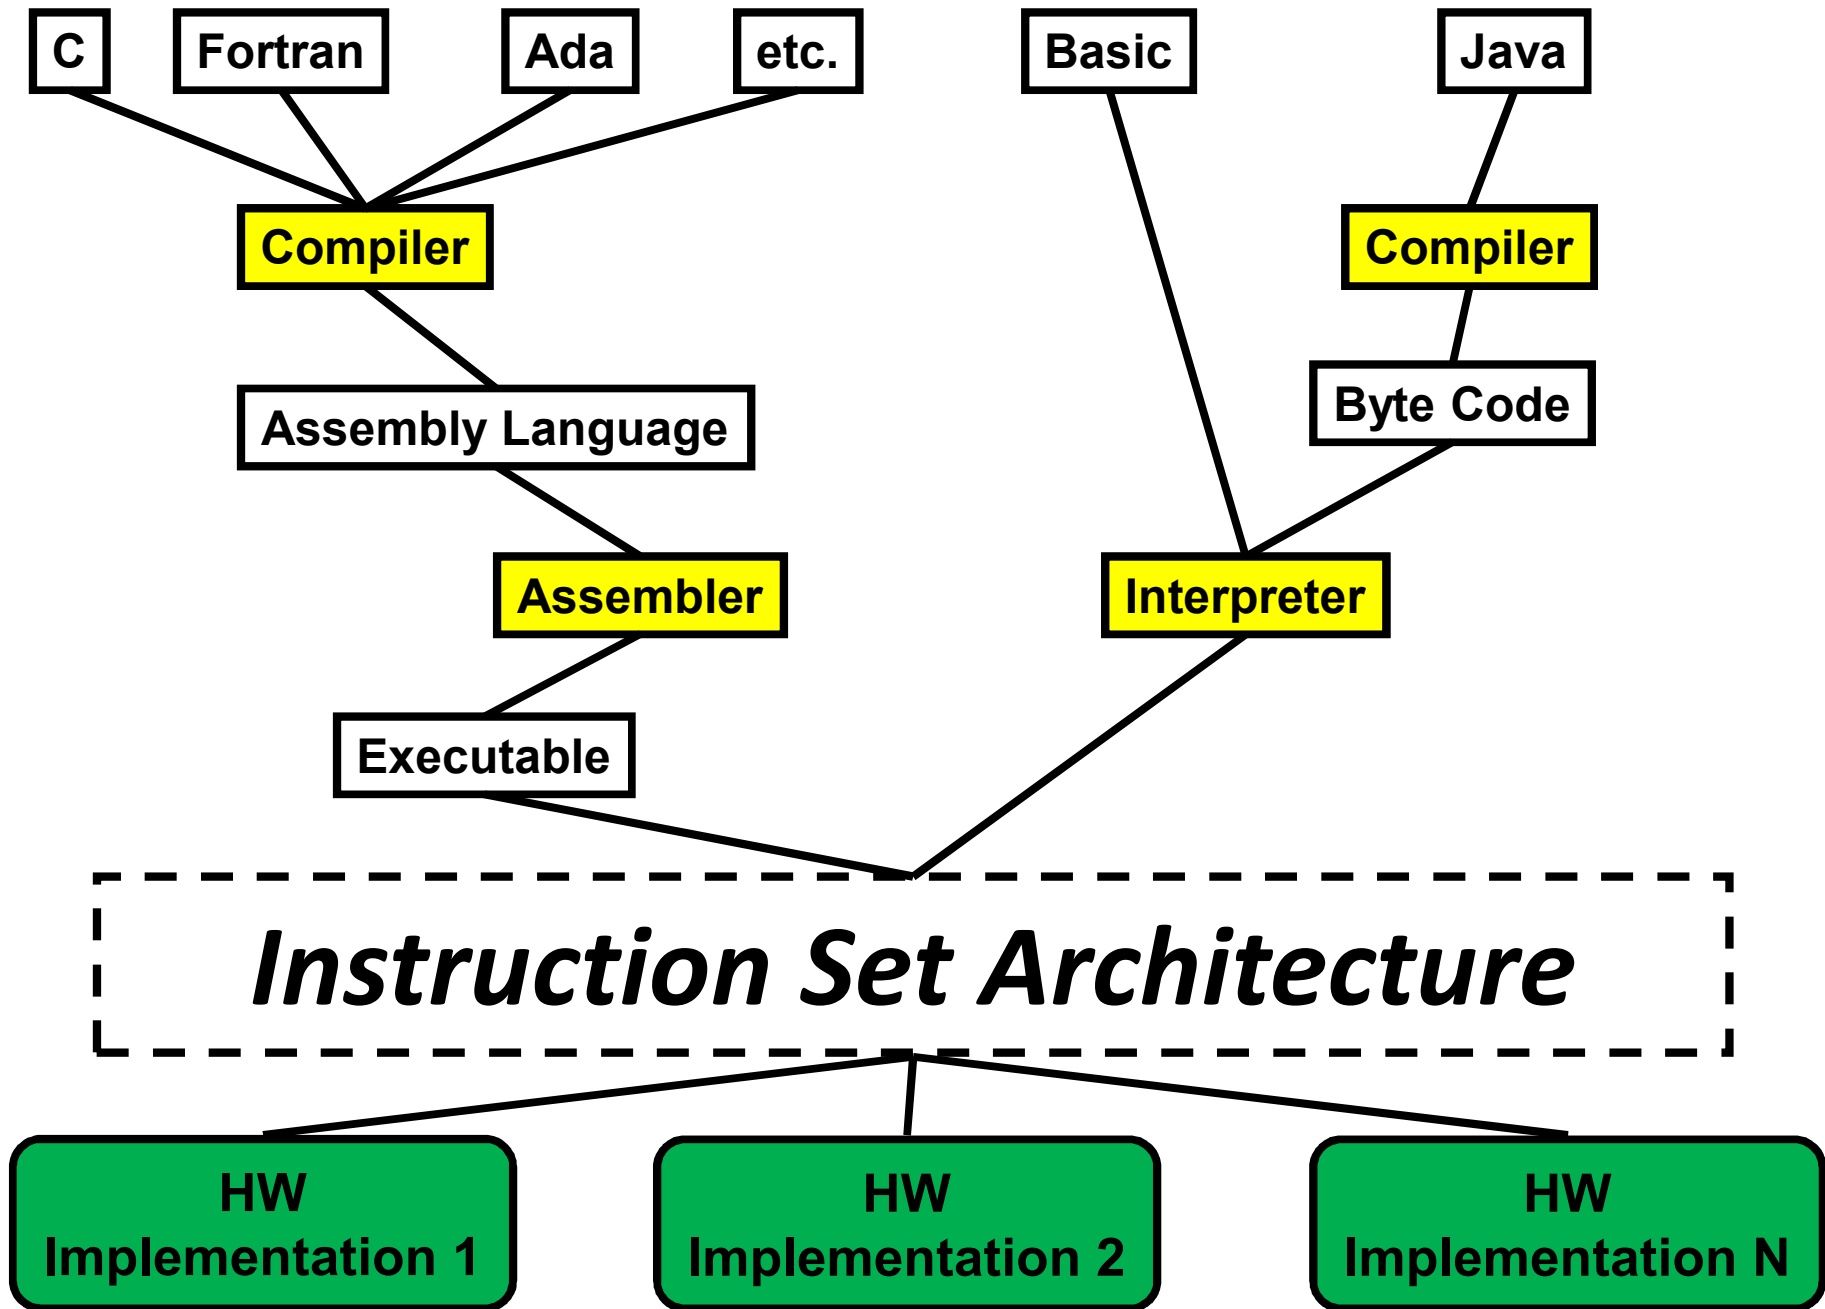 C
Fortran
Ada
etc.
Basic
Java
Compiler
Compiler
Assembly Language
Byte Code
Assembler
Interpreter
Executable
Instruction Set Architecture
HW
Implementation 1
HW
Implementation 2
HW
Implementation N